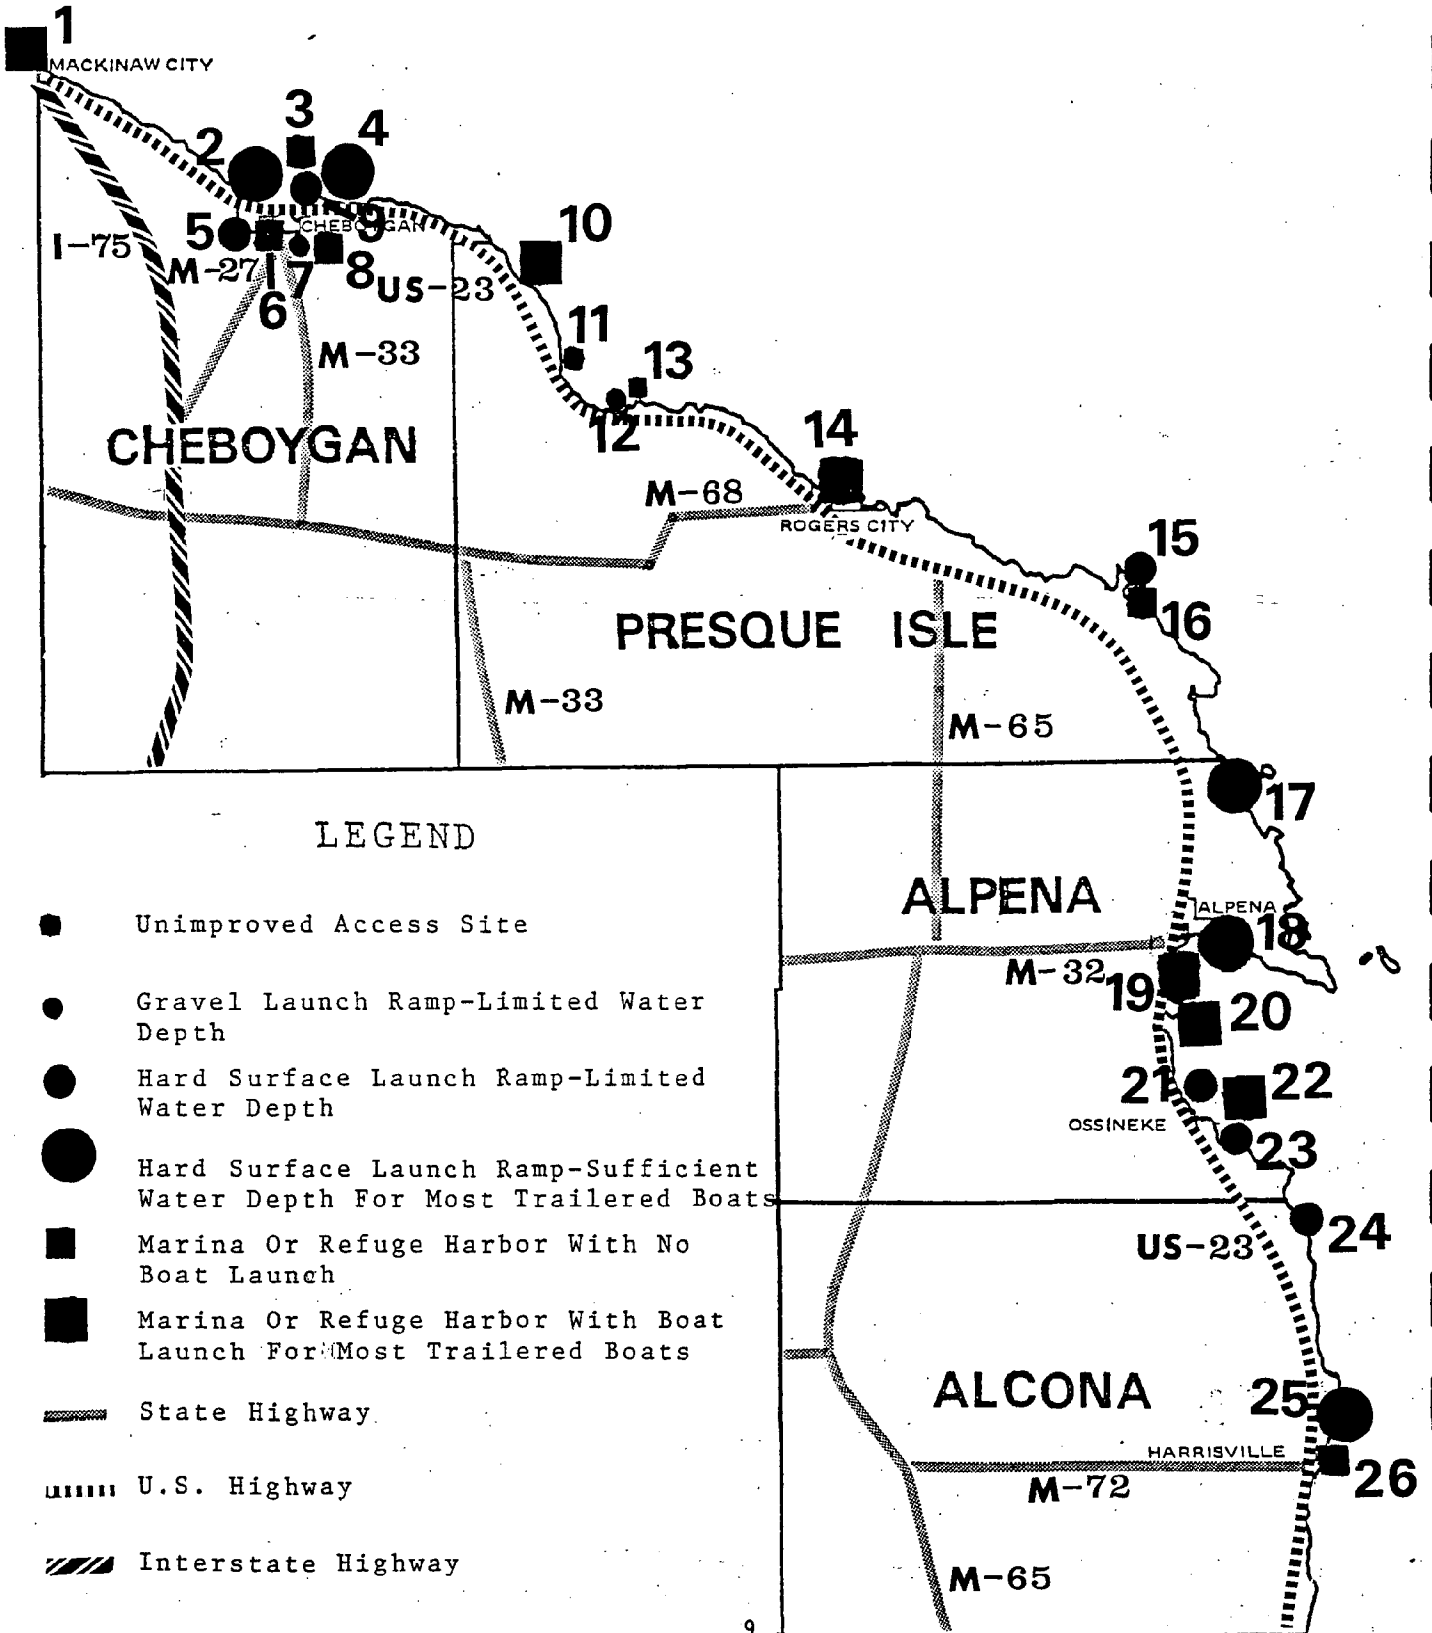 1
MACKINAW CITY
3
4
2
10
5
CHEBOYGAN
9
I-75
M-27
7
8
US-23
6
11
M-33
13
12
14
CHEBOYGAN
M-68
ROGERS CITY
15
16
PRESQUE ISLE
M-33
M-65
17
LEGEND
ALPENA
ALPENA
18
Unimproved Access Site
M-32
19
20
Gravel Launch Ramp-Limited Water
Depth
Hard Surface Launch Ramp-Limited
Water Depth
21
22
OSSINEKE
23
Hard Surface Launch Ramp-Sufficient
Water Depth For Most Trailered Boats
24
US-23
Marina Or Refuge Harbor With No
Boat Launch
Marina Or Refuge Harbor With Boat
Launch For Most Trailered Boats
ALCONA
25
State Highway
HARRISVILLE
26
M-72
U.S. Highway
Interstate Highway
M-65
9